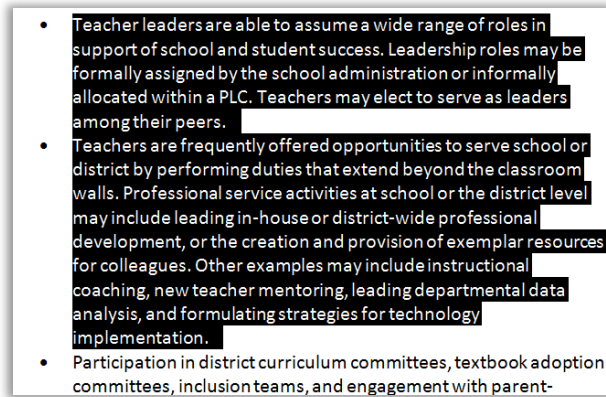 • Teacher leaders are able to assume a wide range of roles in
support of school and student success. Leadership roles may be
formally assigned by the school administration or informally
allocated within a PLC. Teachers may elect to serve as leaders
among their peers.
• Teachers are frequently offered opportunities to serve school or
district by performing duties that extend beyond the classroom
walls. Professional service activities at school or the district level
may include leading in-house or district-wide professional
development, or the creation and provision of exemplar resources
for colleagues. Other examples may include instructional
coaching, new teacher mentoring, leading departmental data
analysis, and formulating strategies for technology
implementation.
• Participation in district curriculum committees, textbook adoption
committees, inclusion teams, and engagement with parent-